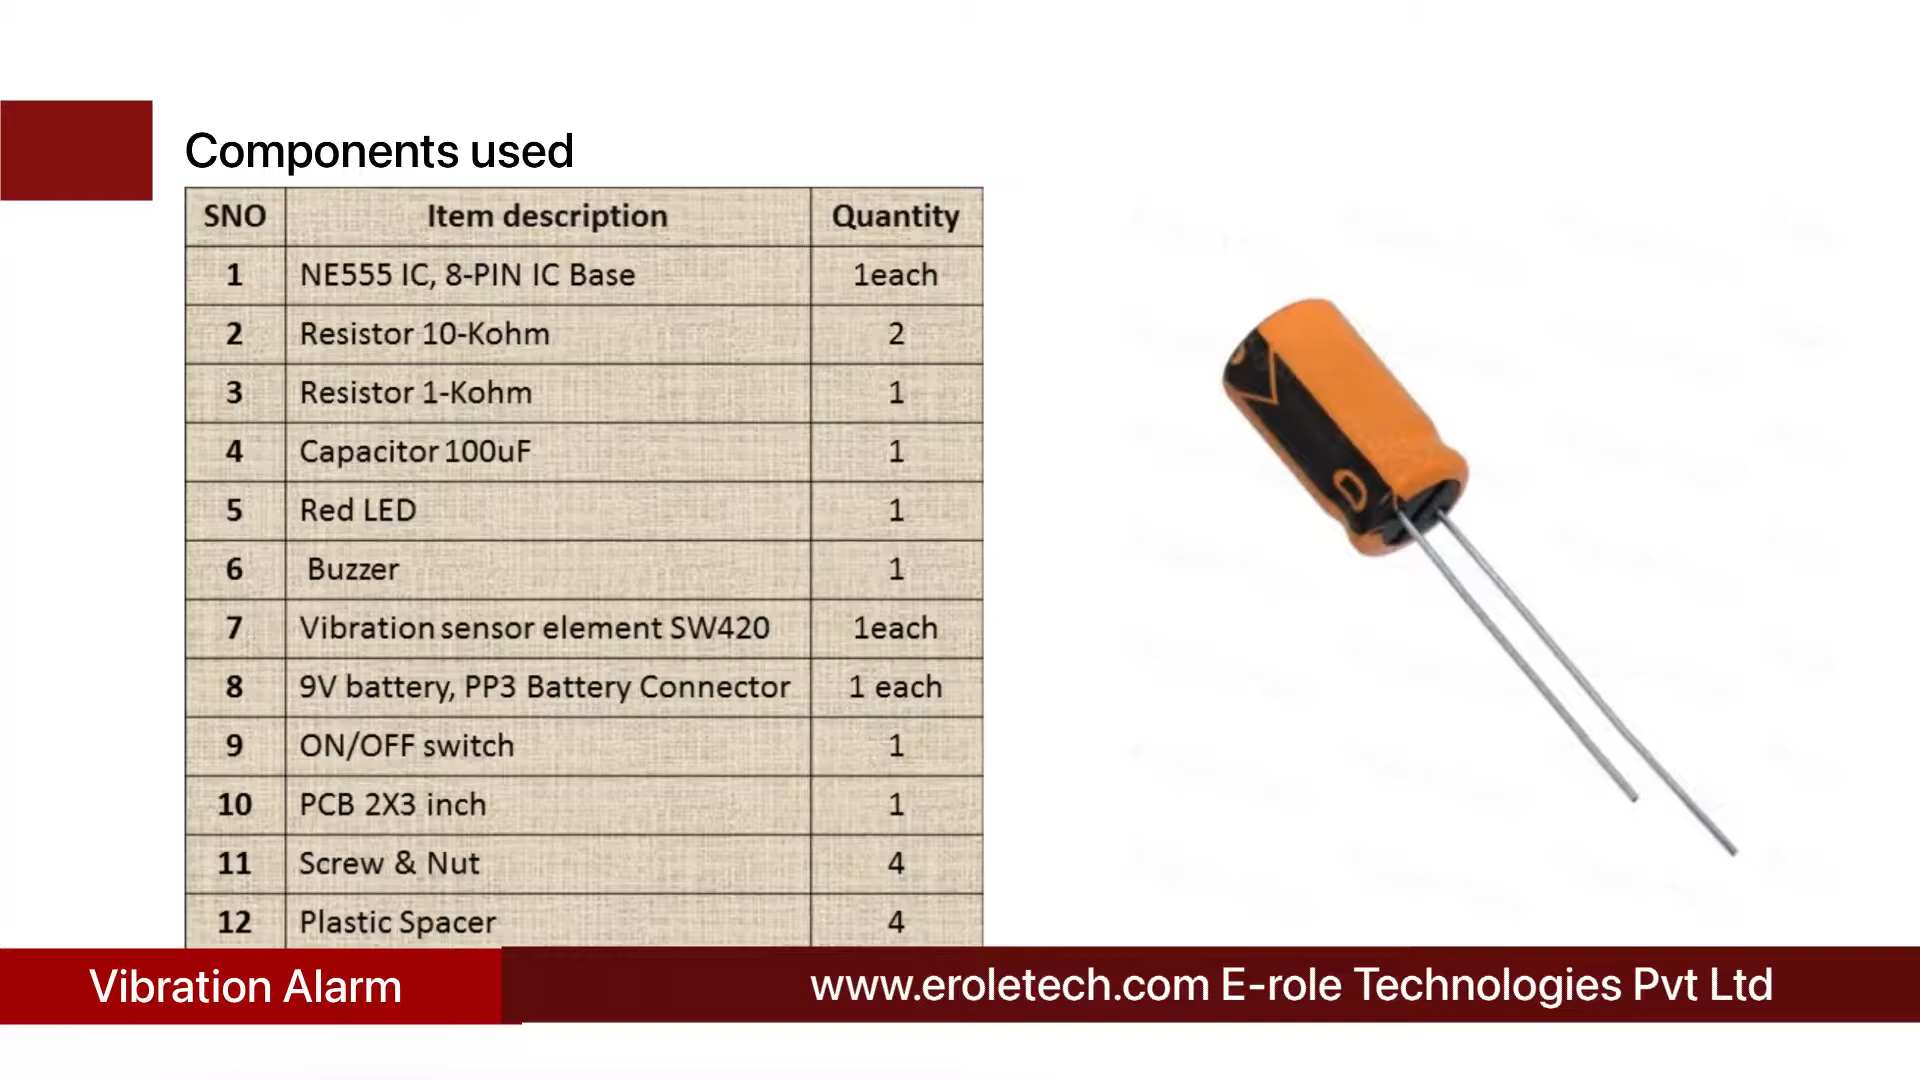 Components used
SNO Item description Quantity
1 NE555 IC, 8-PIN IC Base 1each
2 Resistor 10-Kohm 2
3 Resistor 1-Kohm 1
4 Capacitor 100uF 1
5 Red LED 1
6 Buzzer 1
7 Vibration sensor element SW420 1each
8 9V battery, PP3 Battery Connector 1 each
9 ON/OFF switch 1
10 PCB 2X3 inch 1
11 Screw & Nut 4
12 Plastic Spacer 4
Vibration Alarm
www.eroletech.com E-role Technologies Pvt Ltd